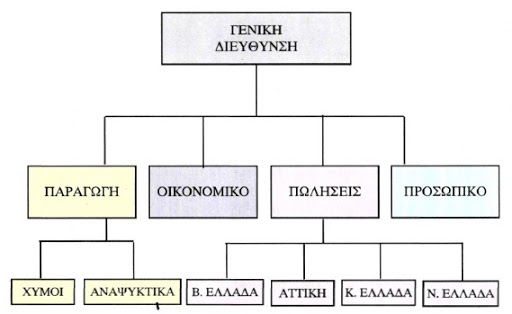 ΓΕΝΙΚΗ
ΔΙΕΥΘΥΝΣΗ
ΠΑΡΑΓΩΓΗ
ΟΙΚΟΝΟΜΙΚΟ
ΠΩΛΗΣΕΙΣ
ΠΡΟΣΩΠΙΚΟ
ΧΥΜΟΙ
ΑΝΑΨΥΚΤΙΚΑ
Β. ΕΛΛΑΔΑ
ΑΤΤΙΚΗ
Κ. ΕΛΛΑΔΑ
Ν. ΕΛΛΑΔΑ